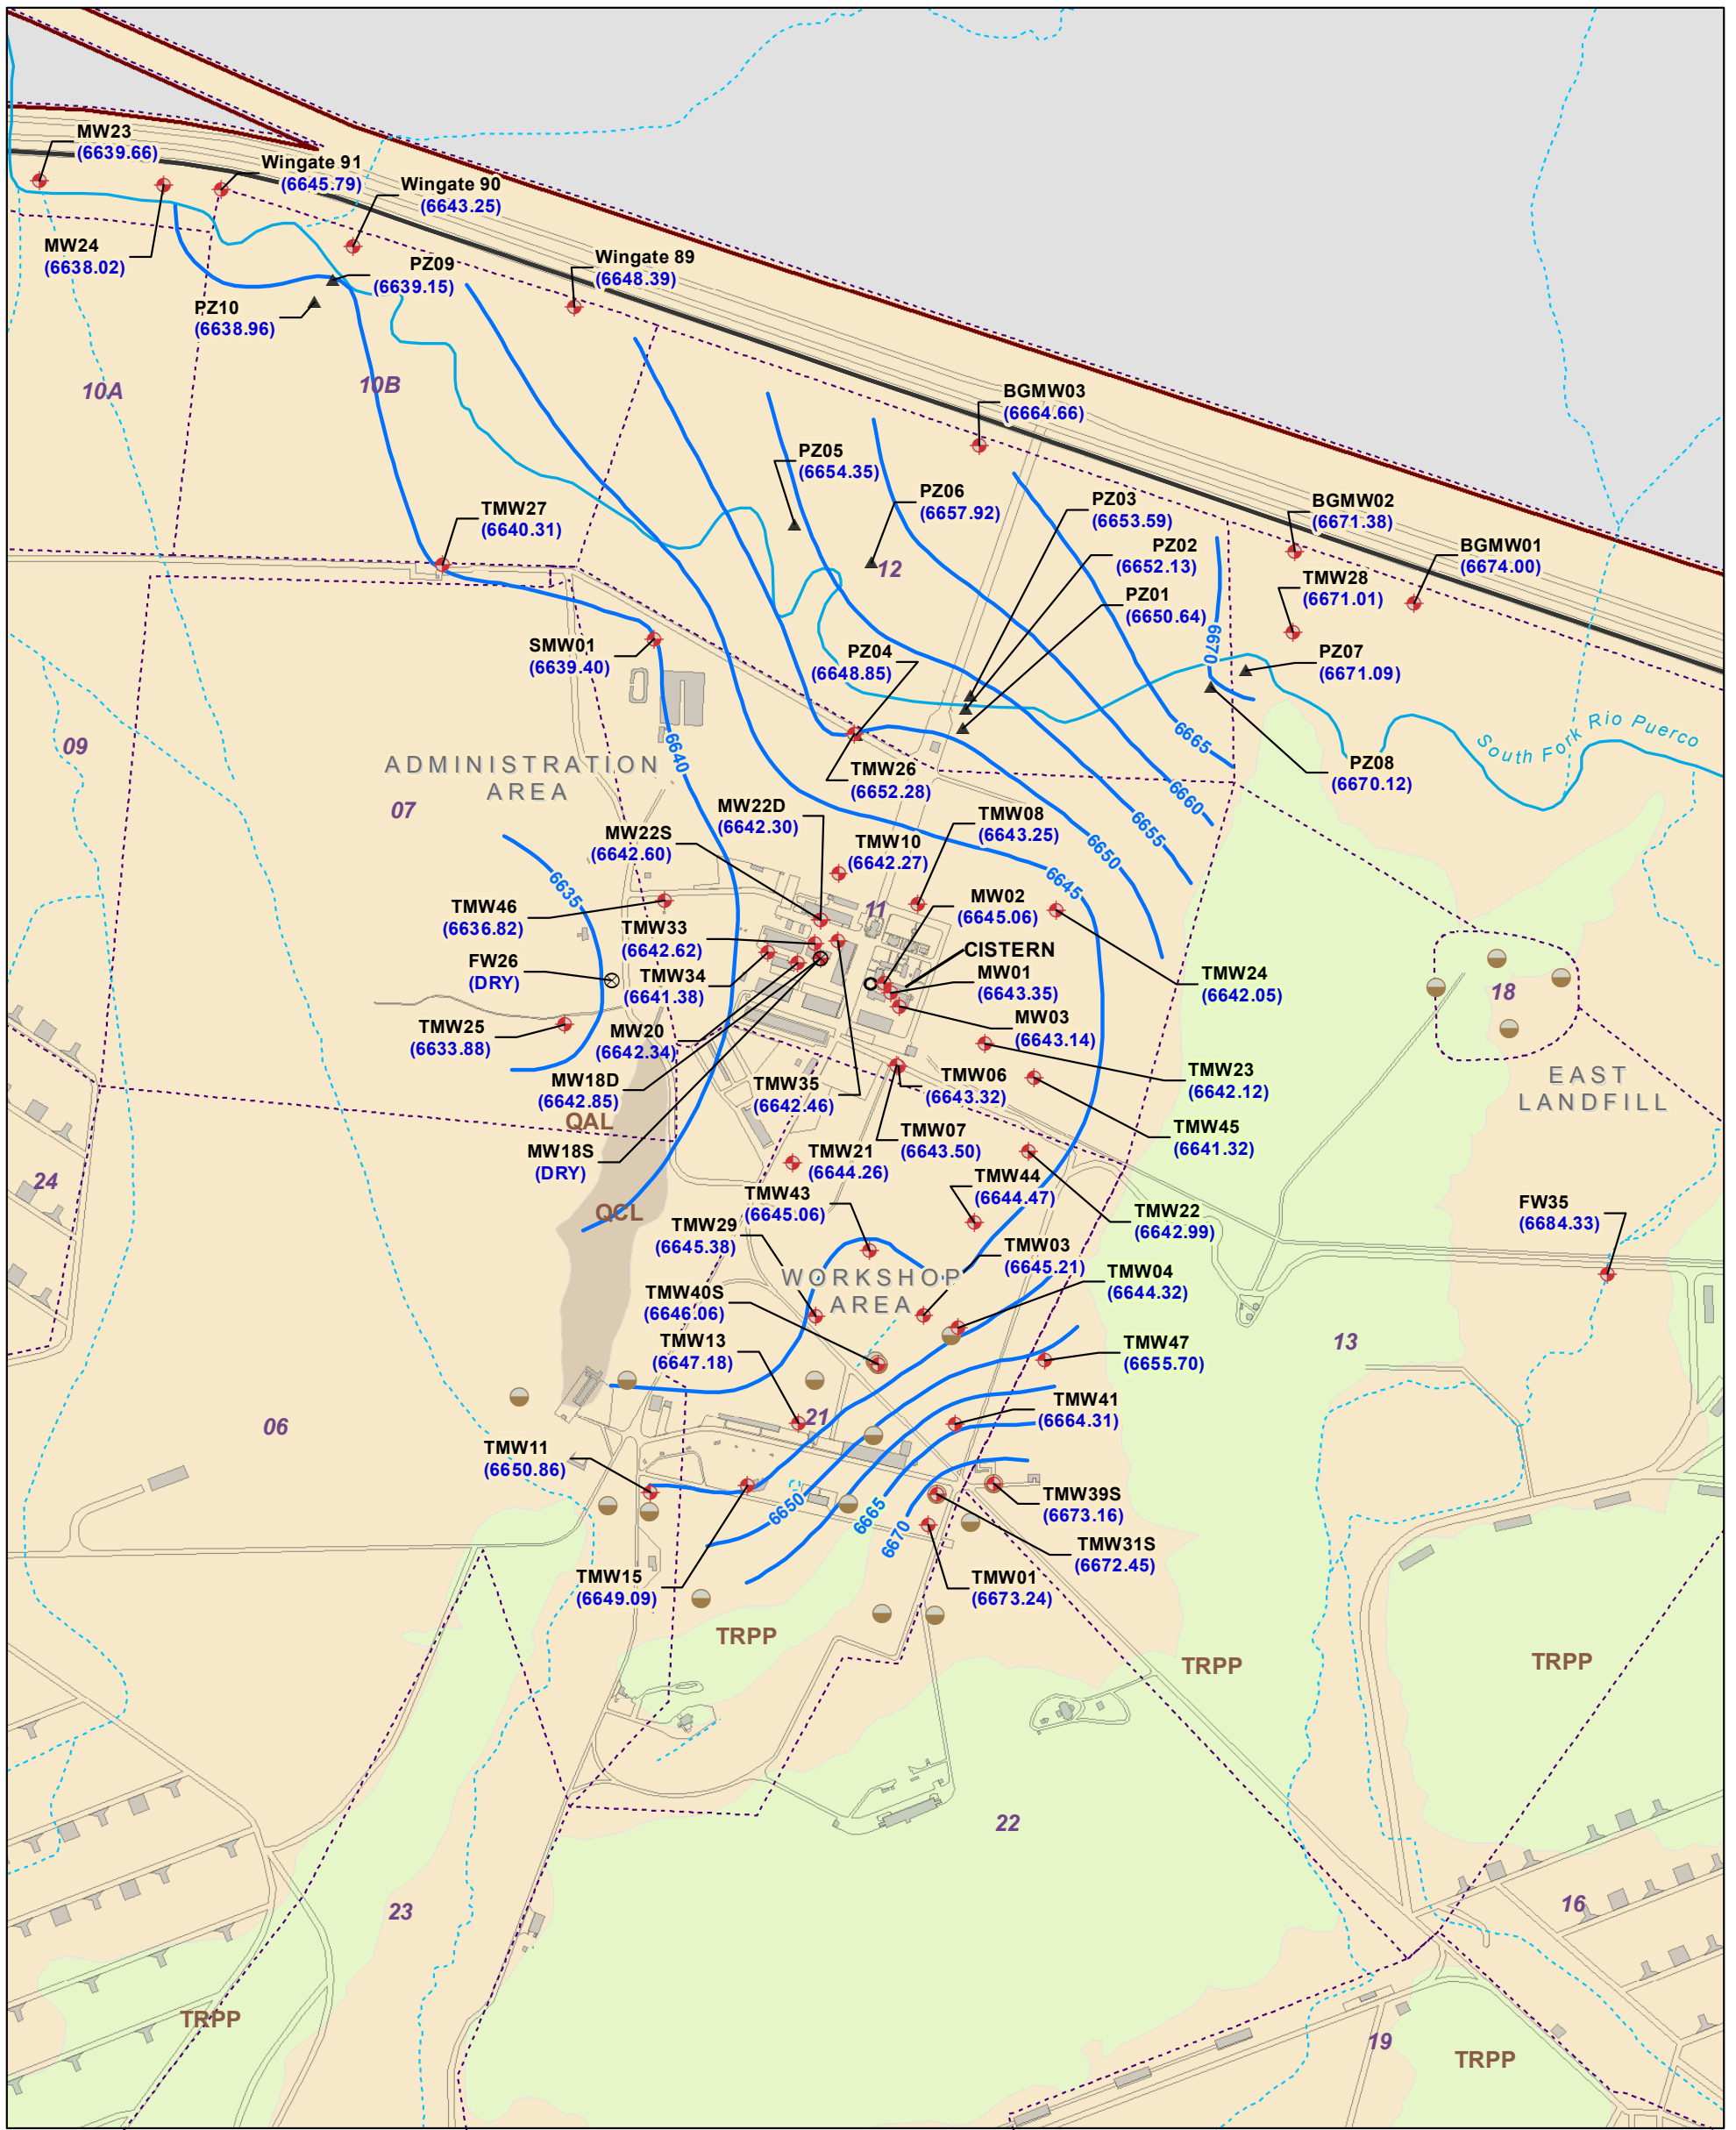 MW23
(6639.66)
Wingate 91
(6645.79)
Wingate 90
(6643.25)
MW24
(6638.02)
PZ09
(6639.15)
Wingate 89
(6648.39)
PZ10
(6638.96)
10A
10B
BGMW03
(6664.66)
PZ05
(6654.35)
PZ06
(6657.92)
PZ03
(6653.59)
BGMW02
(6671.38)
TMW27
(6640.31)
PZ02
(6652.13)
BGMW01
(6674.00)
12
TMW28
(6671.01)
PZ01
(6650.64)
SMW01
(6639.40)
PZ04
(6648.85)
6670
PZ07
(6671.09)
09
6640
6665
South Fork Rio Puerco
ADMINISTRATION
AREA
TMW26
(6652.28)
PZ08
(6670.12)
07
MW22D
(6642.30)
6660
MW22S
(6642.60)
TMW10
(6642.27)
TMW08
(6643.25)
6655
6650
6635
6645
TMW46
(6636.82)
11
MW02
(6645.06)
TMW33
(6642.62)
CISTERN
FW26
(DRY)
TMW34
(6641.38)
MW01
(6643.35)
TMW24
(6642.05)
18
TMW25
(6633.88)
MW20
(6642.34)
MW03
(6643.14)
MW18D
(6642.85)
TMW35
(6642.46)
TMW06
(6643.32)
TMW23
(6642.12)
EAST
LANDFILL
QAL
MW18S
(DRY)
TMW21
(6644.26)
TMW07
(6643.50)
TMW45
(6641.32)
24
TMW43
(6645.06)
TMW44
(6644.47)
QCL
TMW29
(6645.38)
TMW22
(6642.99)
FW35
(6684.33)
TMW03
(6645.21)
WORKSHOP
AREA
TMW40S
(6646.06)
TMW04
(6644.32)
TMW13
(6647.18)
TMW47
(6655.70)
13
06
21
TMW41
(6664.31)
TMW11
(6650.86)
6650
6665
6670
TMW39S
(6673.16)
TMW31S
(6672.45)
TMW15
(6649.09)
TMW01
(6673.24)
TRPP
TRPP
TRPP
22
23
16
TRPP
19
TRPP